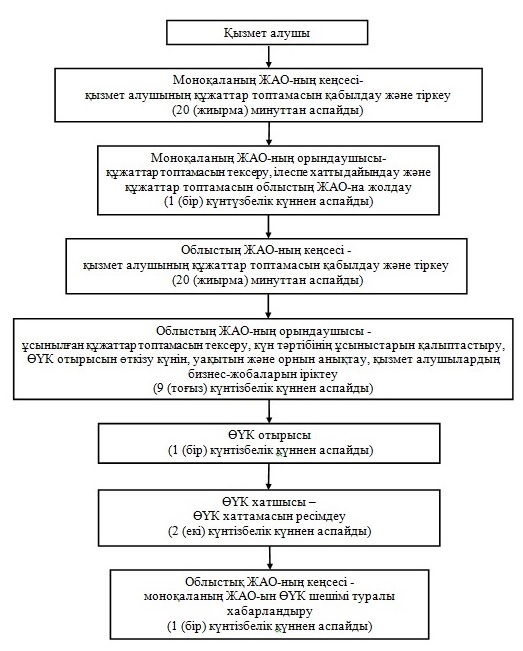 Қызмет алушы
Моноқаланың ЖАО-ның кеңсесі-
қызмет алушының құжаттар топтамасын қабылдау және тіркеу
(20 (жиырма) минуттан аспайды)
Моноқаланың ЖАО-ның орындаушысы-
құжаттар топтамасын тексеру, ілеспе хатты дайындау және
құжаттар топтамасын облыстың ЖАО-на жолдау
(1 (бір) күнтүзбелік күннен аспайды)
Облыстың ЖАО-ның кеңсесі -
қызмет алушының құжаттар топтамасын қабылдау және тіркеу
(20 (жиырма) минуттан аспайды)
Облыстың ЖАО-ның орындаушысы -
ұсынылған құжаттар топтамасын тексеру, күн тәртібінің ұсыныстарын қалыптастыру,
ӨҮК отырысын өткізу күнін, уақытын және орнын анықтау, қызмет алушылардың
бизнес-жобаларын іріктеу
(9 (тоғыз) күнтізбелік күннен аспайды)
ӨҮК отырысы
(1 (бір) күнтізбелік күннен аспайды)
ӨҮК хатшысы –
ӨҮК хаттамасын ресімдеу
(2 (екі) күнтізбелік күннен аспайды)
Облыстық ЖАО-ның кеңсесі -
моноқаланың ЖАО-ын ӨҮК шешімі туралы
хабарландыру
(1 (бір) күнтізбелік күннен аспайды)